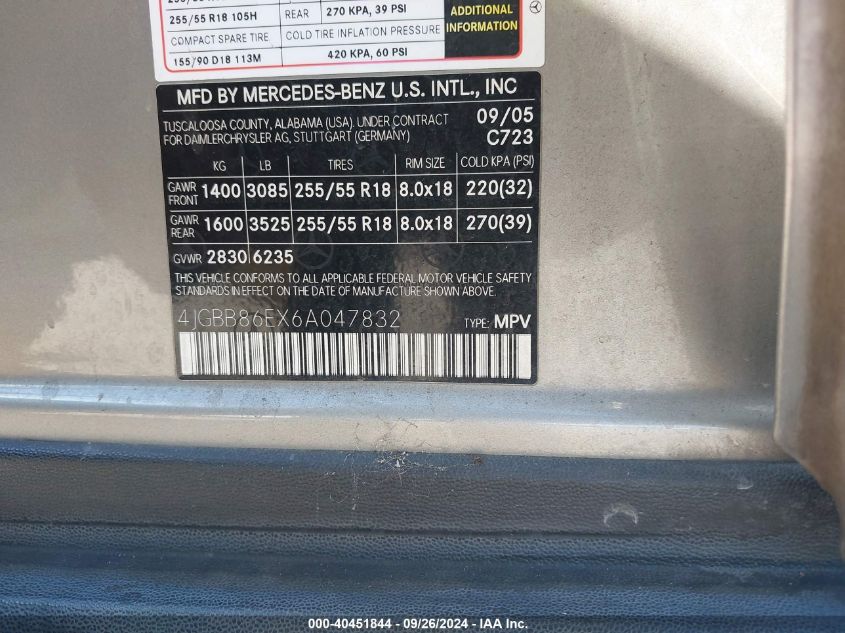 255/55 R18 105H REAR 270 KPA, 39 PSI
ADDITIONAL INFORMATION
COMPACT SPARE TIRE COLD TIRE INFLATION PRESSURE
155/90 D18 113M 420 KPA, 60 PSI
MFD BY MERCEDES-BENZ U.S. INTL., INC
TUSCALOOSA COUNTY, ALABAMA (USA). UNDER CONTRACT 09/05
FOR DAIMLERCHRYSLER AG, STUTTGART (GERMANY) C723
KG LB TIRES RIM SIZE COLD KPA (PSI)
GAWR FRONT 1400 3085 255/55 R18 8.0x18 220(32)
GAWR REAR 1600 3525 255/55 R18 8.0x18 270(39)
GVWR 2830 6235
THIS VEHICLE CONFORMS TO ALL APPLICABLE FEDERAL MOTOR VEHICLE SAFETY
STANDARDS IN EFFECT ON THE DATE OF MANUFACTURE SHOWN ABOVE.
4JGBB86EX6A047832 TYPE: MPV
000-40451844 - 09/26/2024 - IAA Inc.